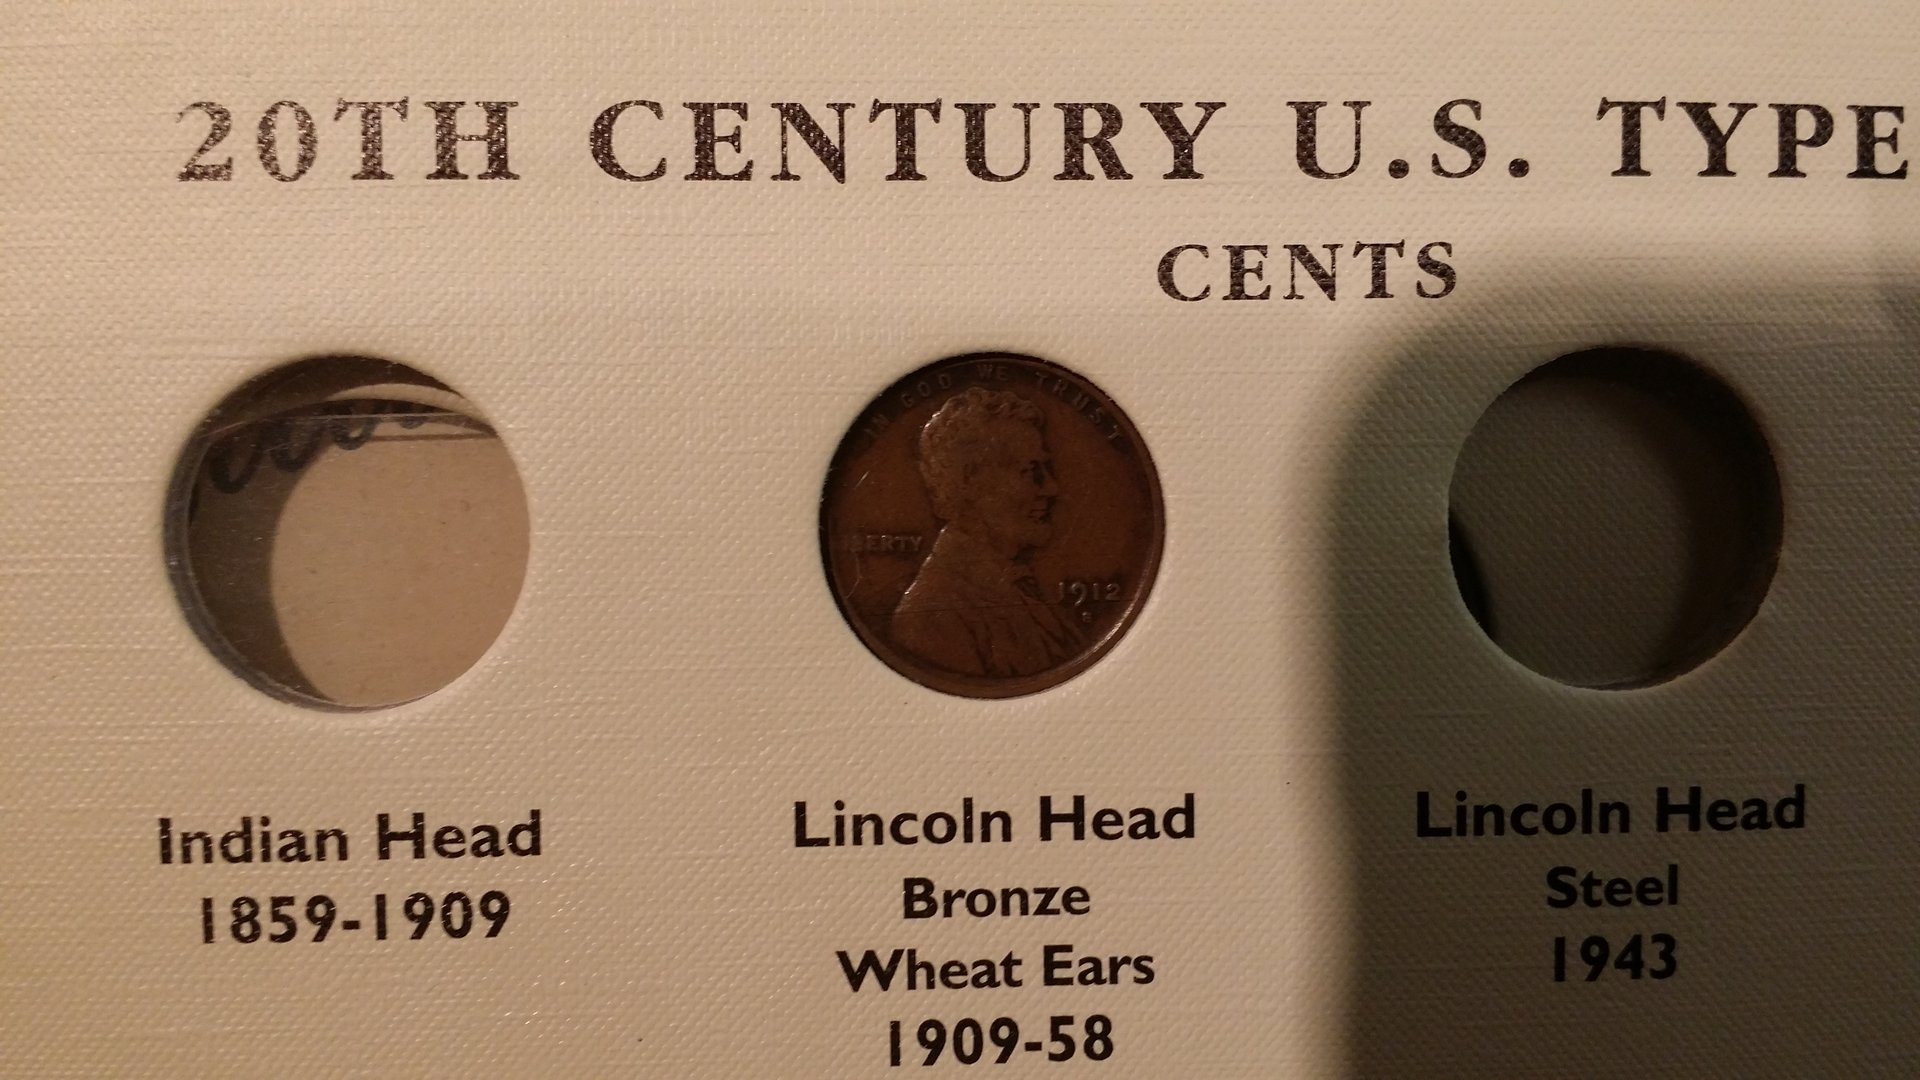 20TH CENTURY U.S. TYPE
CENTS
IN GOD WE TRUST
LIBERTY
1912
S
Indian Head
1859-1909
Lincoln Head
Bronze
Wheat Ears
1909-58
Lincoln Head
Steel
1943